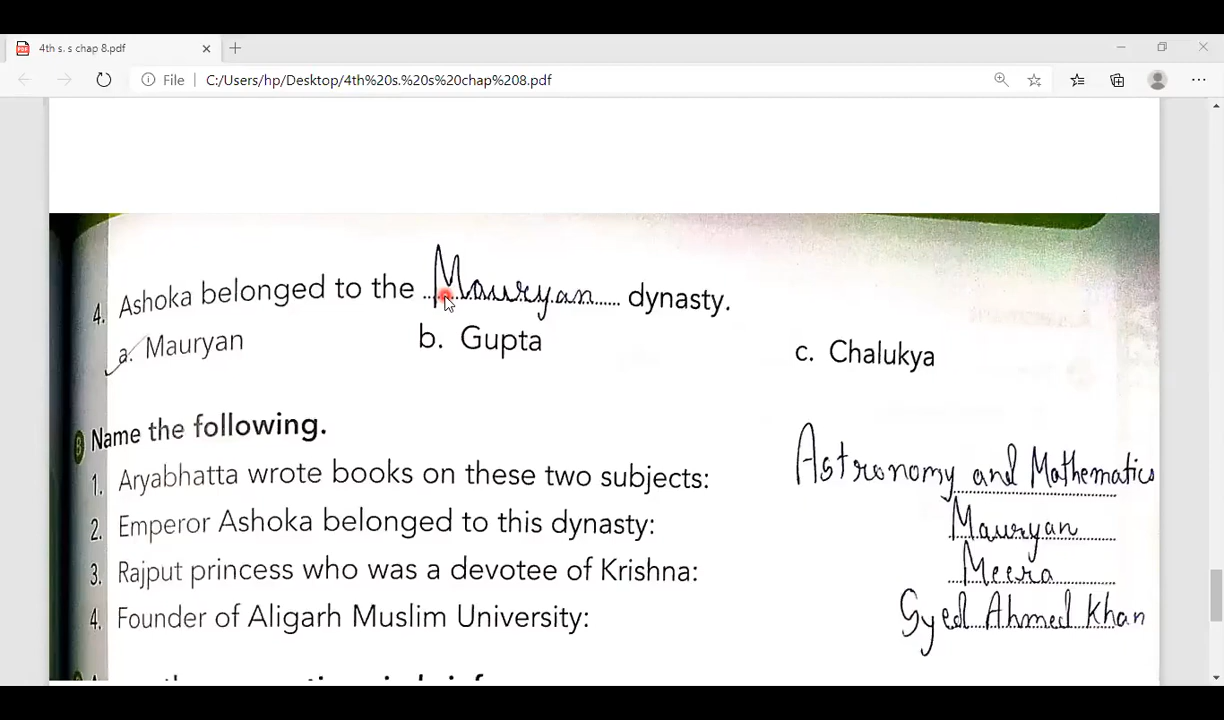 4th s. s chap 8.pdf
File | C:/Users/hp/Desktop/4th%20s.%20s%20chap%208.pdf
4. Ashoka belonged to the Mauryan dynasty.
a. Mauryan b. Gupta c. Chalukya
B Name the following.
1. Aryabhatta wrote books on these two subjects: Astronomy and Mathematics
2. Emperor Ashoka belonged to this dynasty: Mauryan
3. Rajput princess who was a devotee of Krishna: Meera
4. Founder of Aligarh Muslim University: Syed Ahmed Khan